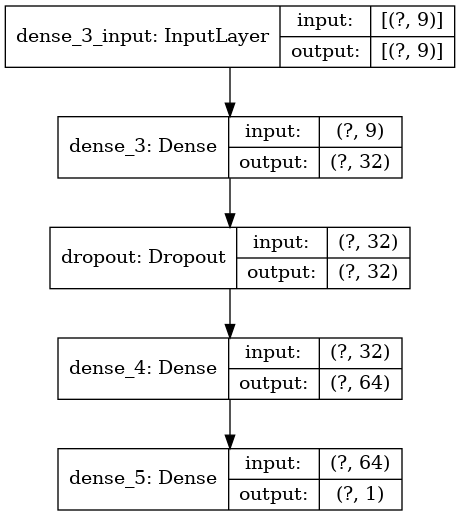 dense_3_input: InputLayer
input: [(?, 9)]
output: [(?, 9)]
dense_3: Dense
input: (?, 9)
output: (?, 32)
dropout: Dropout
input: (?, 32)
output: (?, 32)
dense_4: Dense
input: (?, 32)
output: (?, 64)
dense_5: Dense
input: (?, 64)
output: (?, 1)